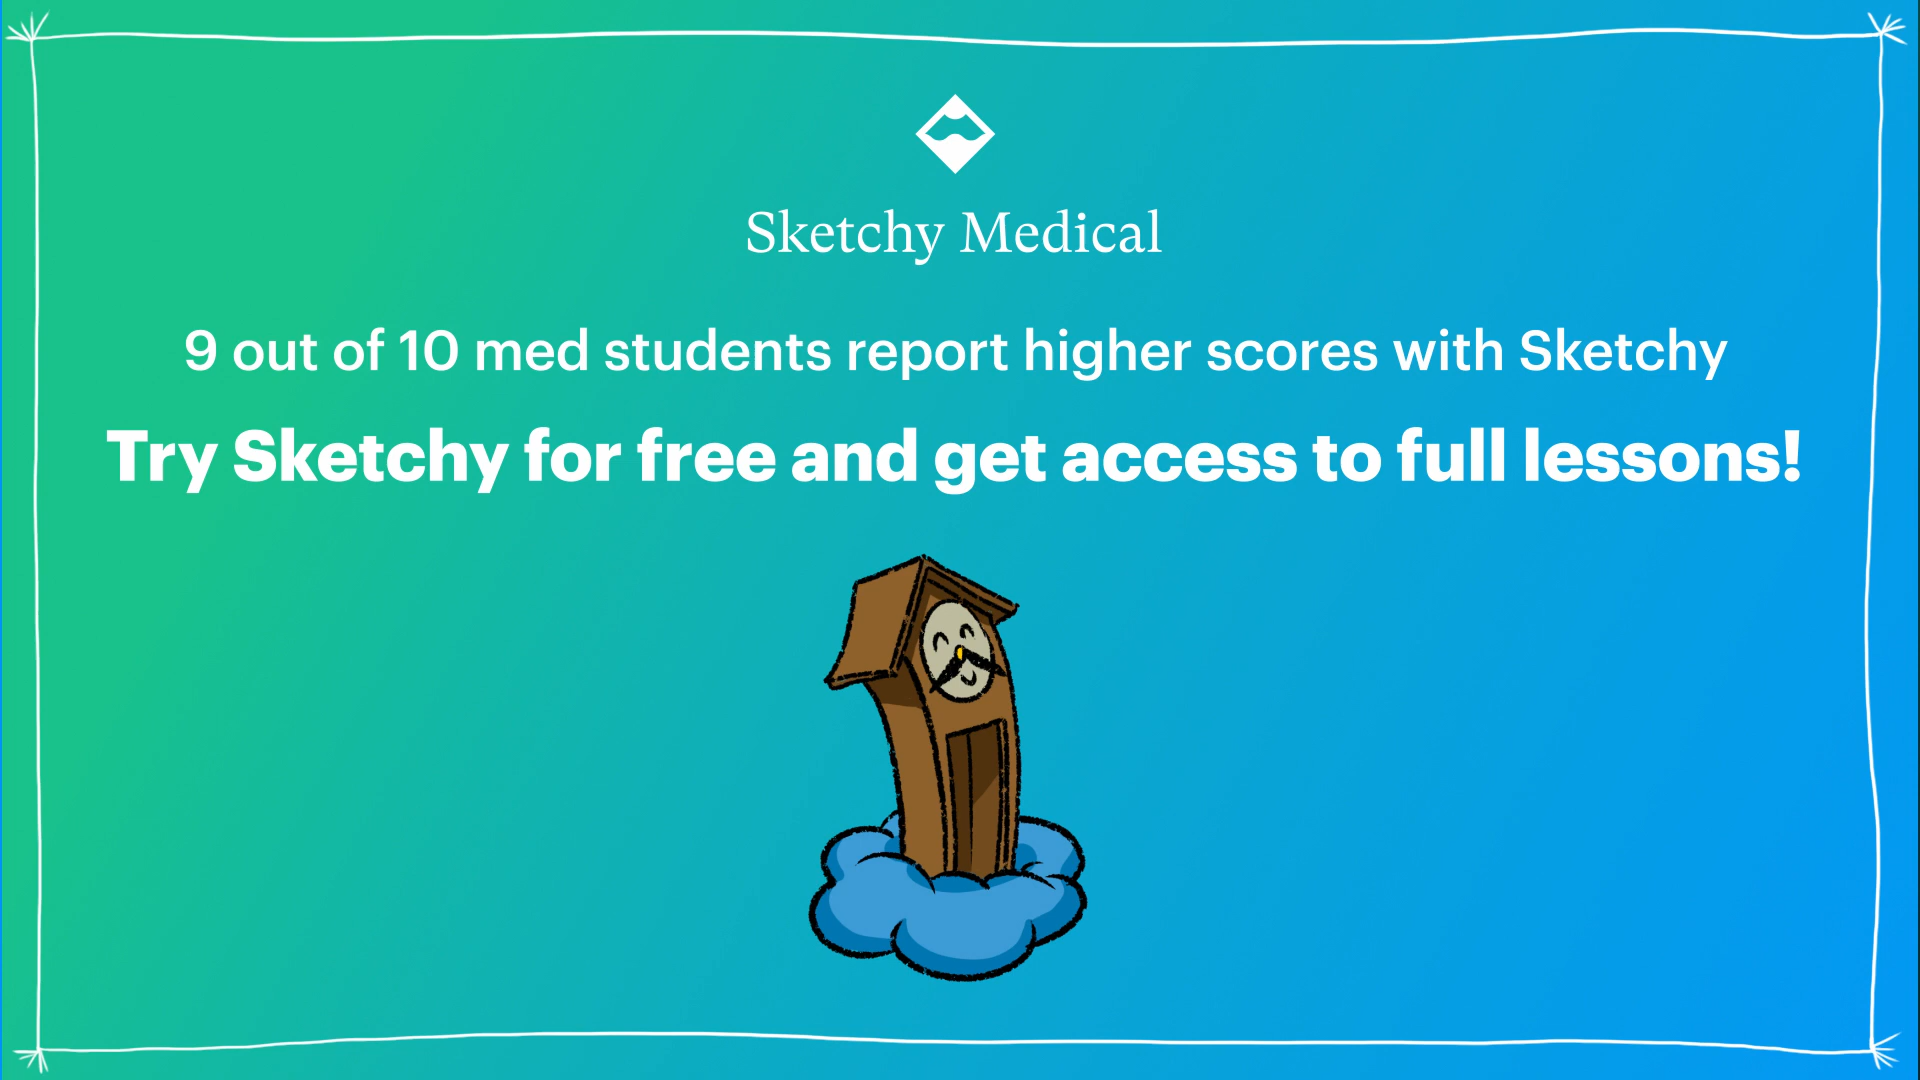 Sketchy Medical
9 out of 10 med students report higher scores with Sketchy
Try Sketchy for free and get access to full lessons!